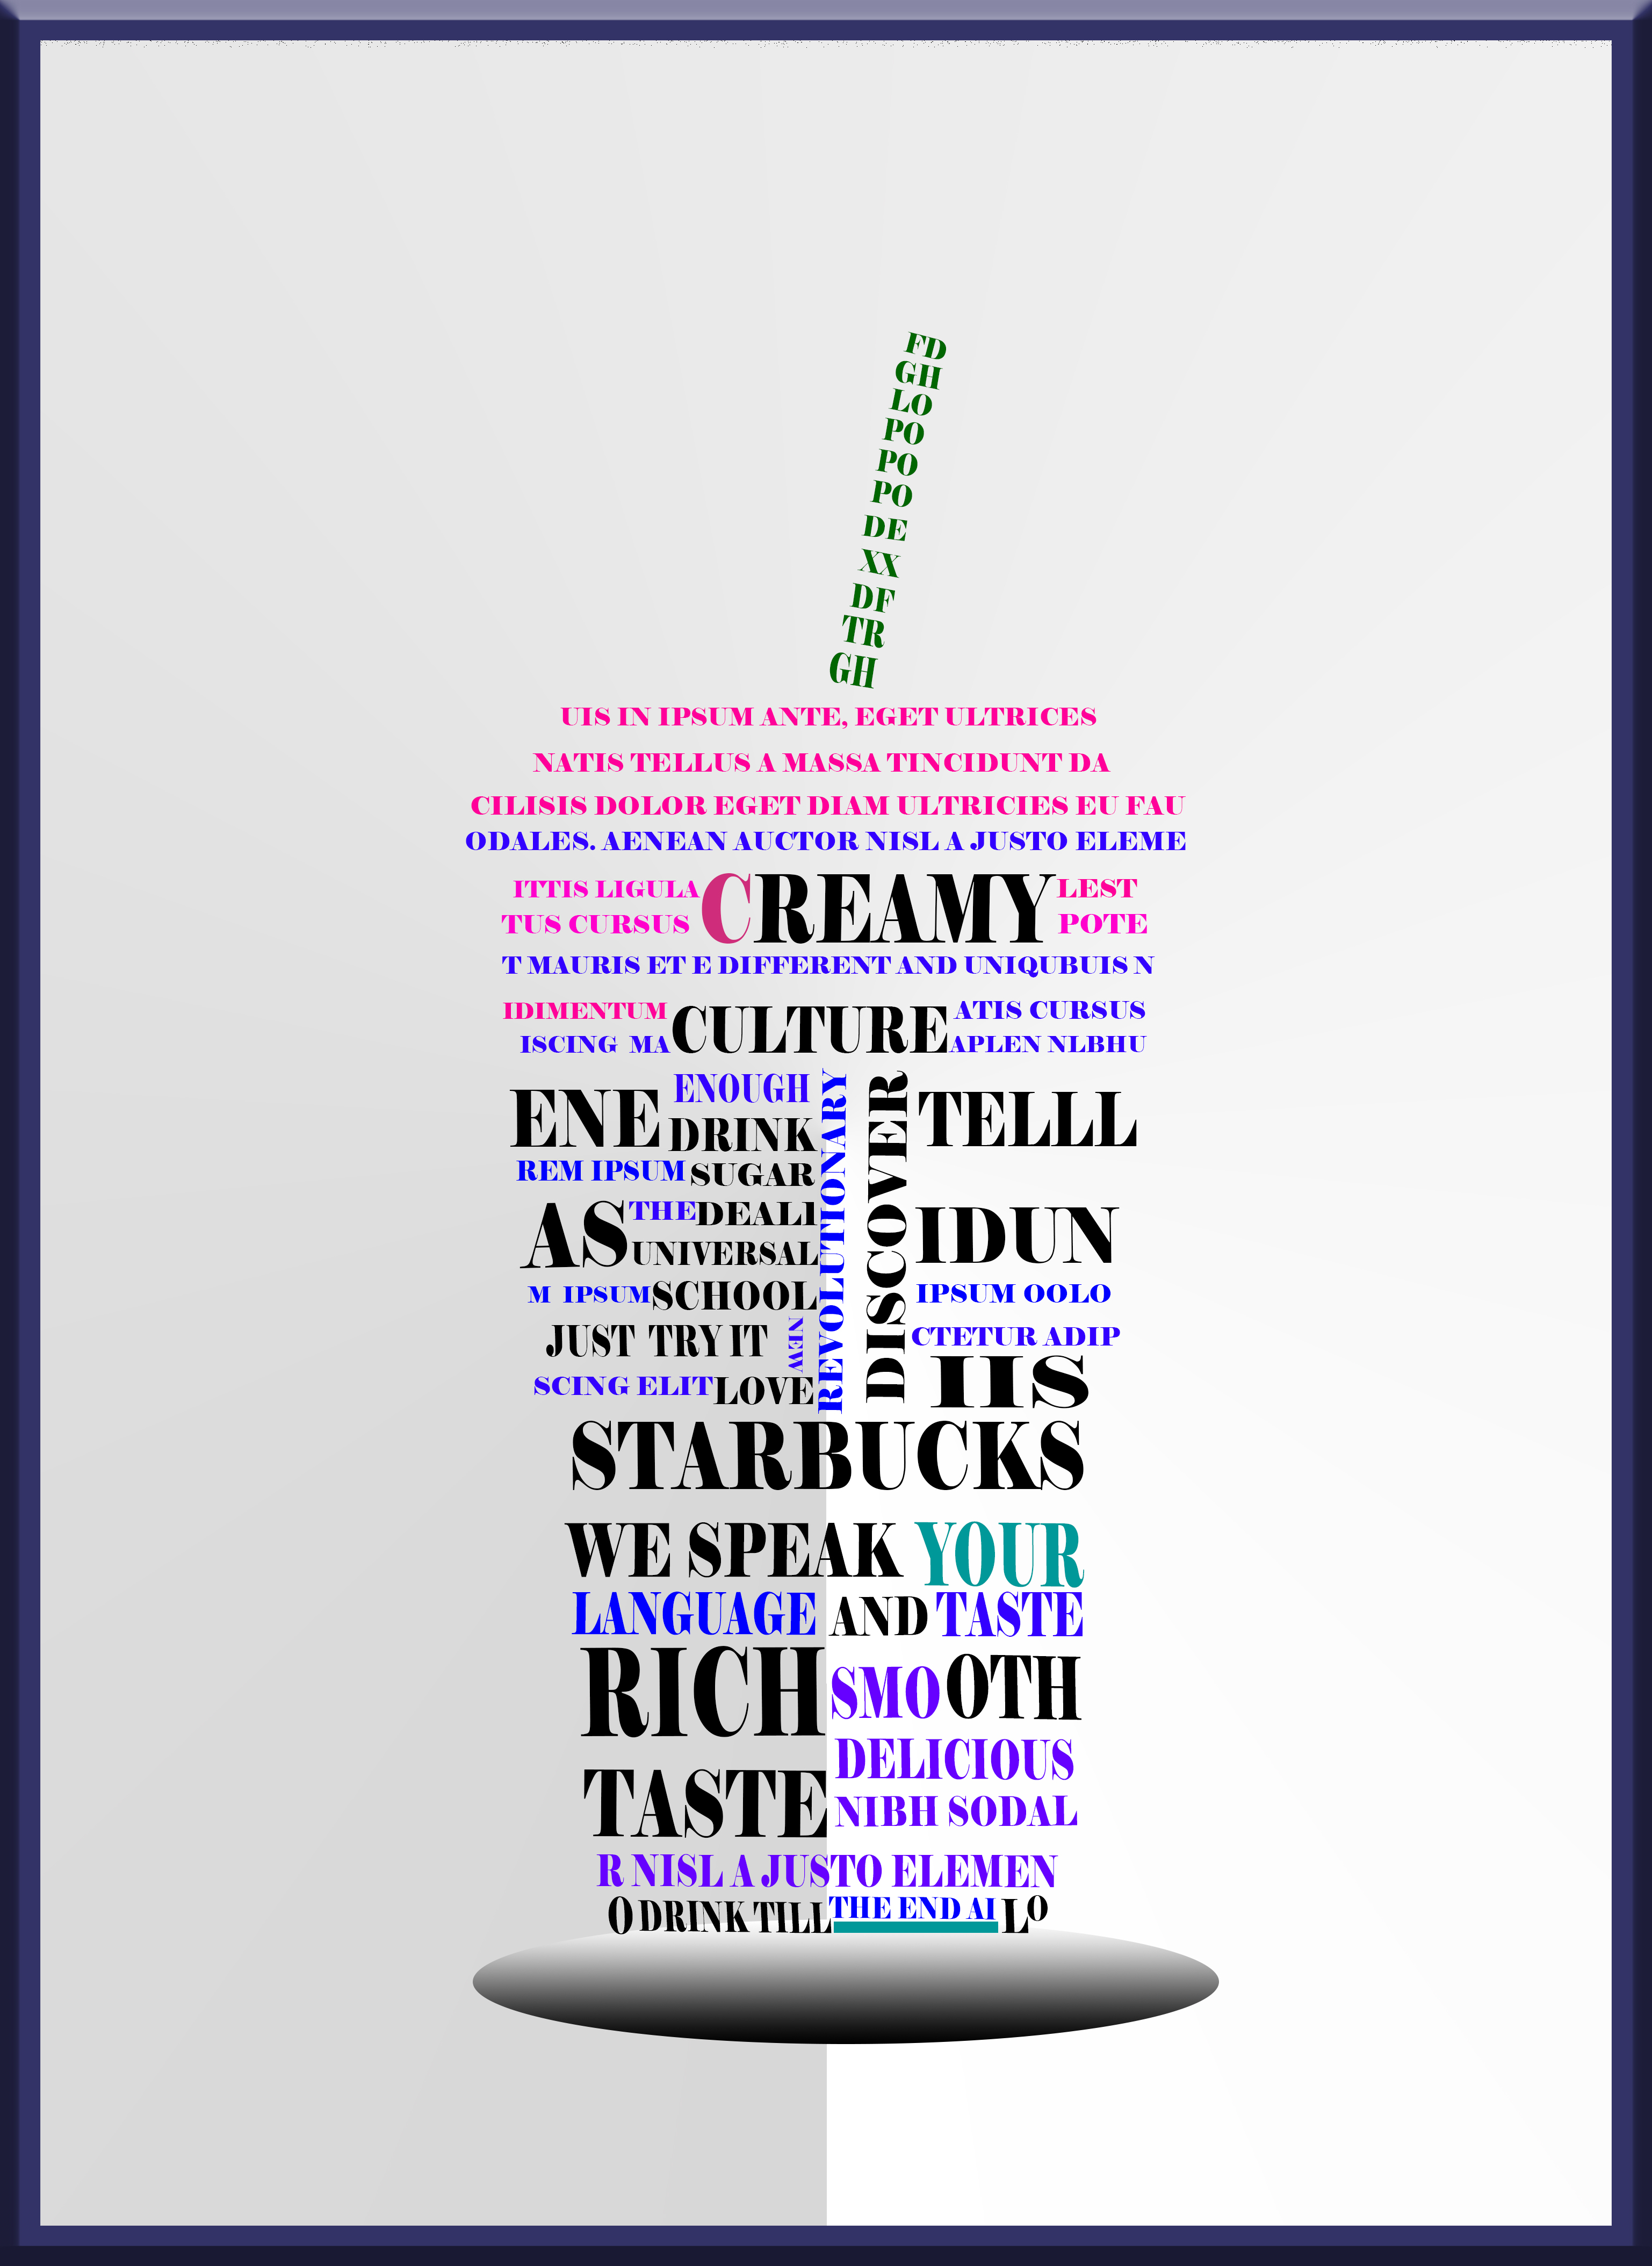 FD
GH
LO
PO
PO
PO
DE
XX
DF
TR
GH
UIS IN IPSUM ANTE, EGET ULTRICES
NATIS TELLUS A MASSA TINCIDUNT DA
CILISIS DOLOR EGET DIAM ULTRICIES EU FAU
ODALES. AENEAN AUCTOR NISL A JUSTO ELEME
ITTIS LIGULA
TUS CURSUS
CREAMY
LEST
POTE
T MAURIS ET E DIFFERENT AND UNIQUBUIS N
IDIMENTUM
ISCING MA
CULTURE
ATIS CURSUS
APLEN NLBHU
ENE
ENOUGH
DRINK
REM IPSUM
SUGAR
AS
THE
DEALI
UNIVERSAL
M IPSUM
SCHOOL
JUST TRY IT
NEW
SCING ELIT
LOVE
REVOLUTIONARY
DISCOVER
TELLL
IDUN
IPSUM OOLO
CTETUR ADIP
IIS
STARBUCKS
WE SPEAK YOUR
LANGUAGE AND TASTE
RICH
SMOOTH
DELICIOUS
TASTE
NIBH SODAL
R NISL A JUSTO ELEMEN
O DRINK TILL THE END AI LO